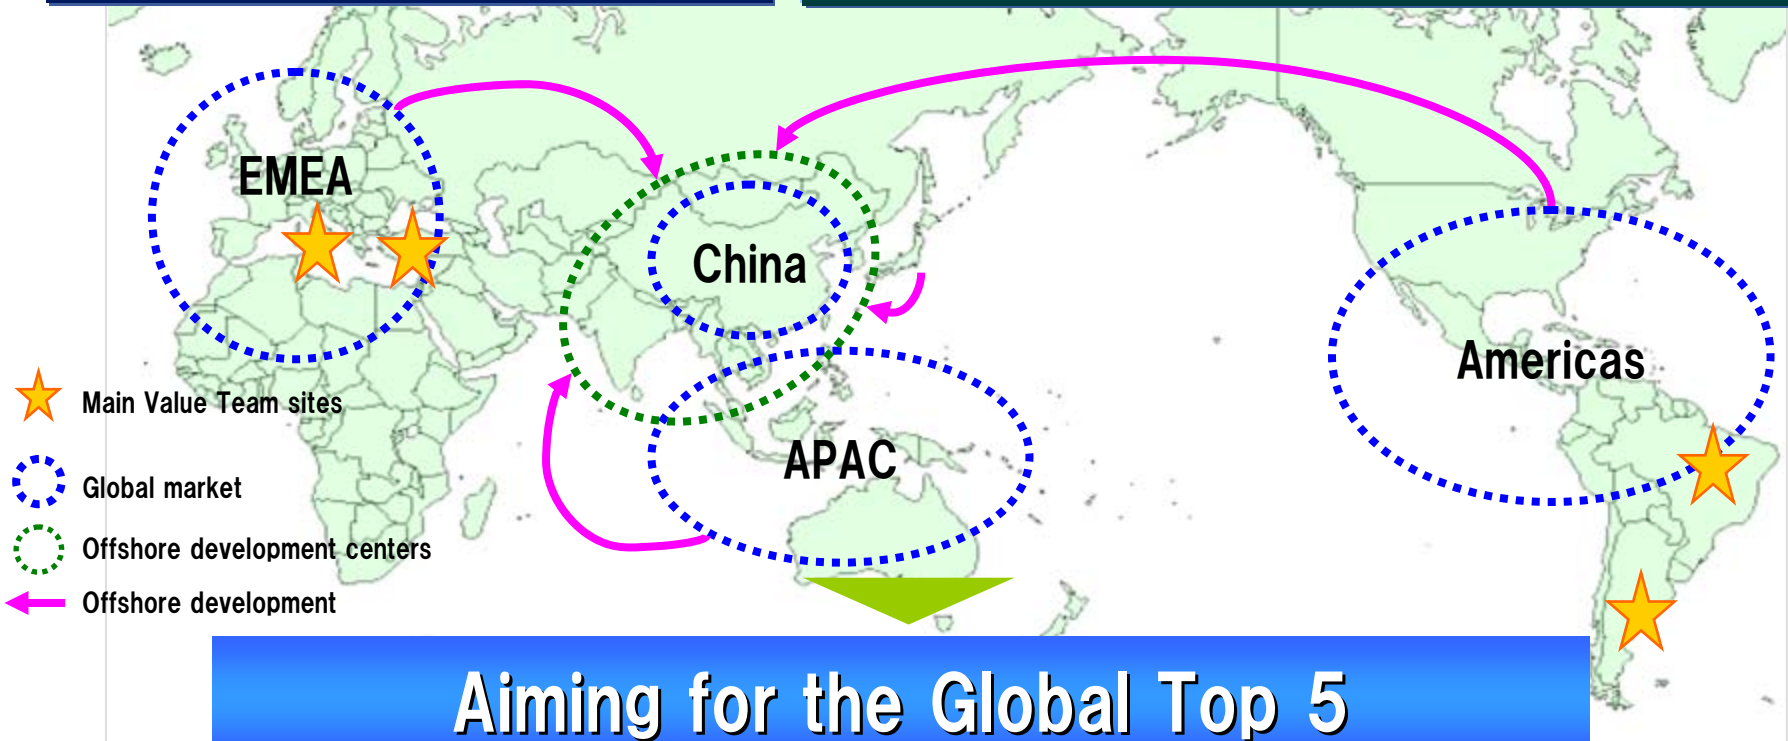 EMEA
China
Americas
APAC
Main Value Team sites
Global market
Offshore development centers
Offshore development
Aiming for the Global Top 5